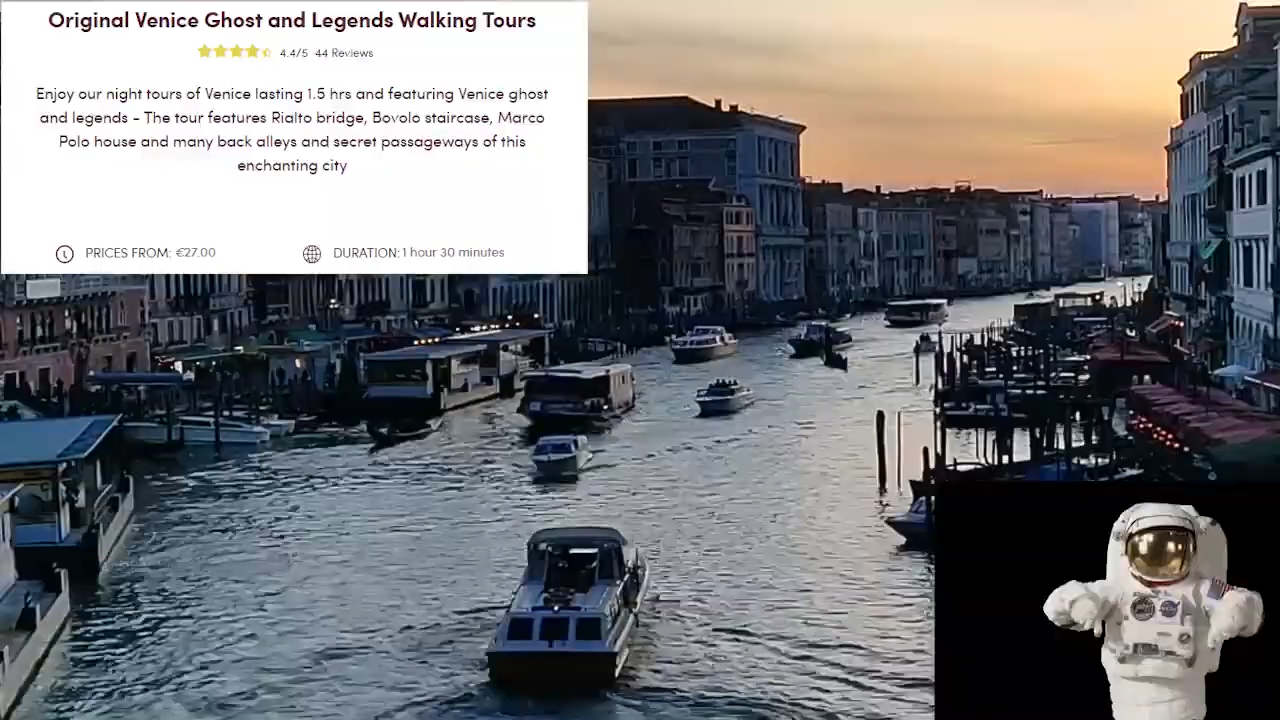 Original Venice Ghost and Legends Walking Tours
4.4/5 44 Reviews
Enjoy our night tours of Venice lasting 1.5 hrs and featuring Venice ghost
and legends - The tour features Rialto bridge, Bovolo staircase, Marco
Polo house and many back alleys and secret passageways of this
enchanting city
PRICES FROM: €27.00
DURATION: 1 hour 30 minutes